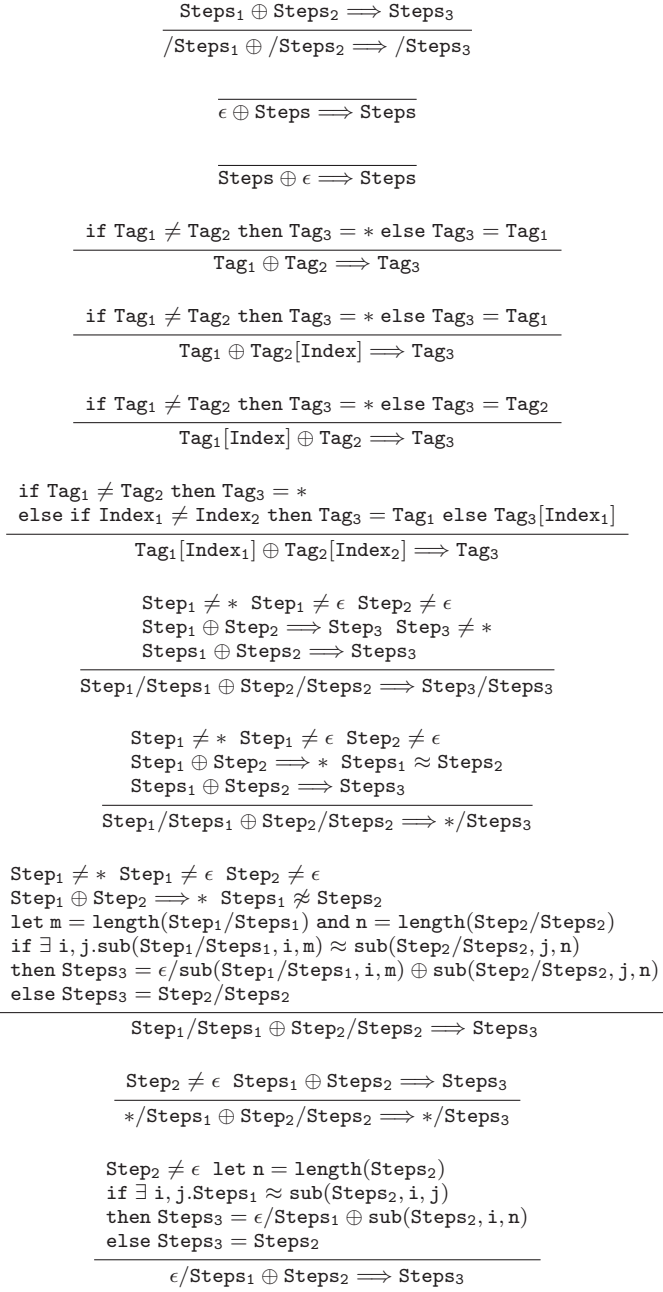 Steps₁ ⊕ Steps₂ ⟹ Steps₃
/Steps₁ ⊕ /Steps₂ ⟹ /Steps₃
ϵ ⊕ Steps ⟹ Steps
Steps ⊕ ϵ ⟹ Steps
if Tag₁ ≠ Tag₂ then Tag₃ = * else Tag₃ = Tag₁
Tag₁ ⊕ Tag₂ ⟹ Tag₃
if Tag₁ ≠ Tag₂ then Tag₃ = * else Tag₃ = Tag₁
Tag₁ ⊕ Tag₂[Index] ⟹ Tag₃
if Tag₁ ≠ Tag₂ then Tag₃ = * else Tag₃ = Tag₂
Tag₁[Index] ⊕ Tag₂ ⟹ Tag₃
if Tag₁ ≠ Tag₂ then Tag₃ = *
else if Index₁ ≠ Index₂ then Tag₃ = Tag₁ else Tag₃[Index₁]
Tag₁[Index₁] ⊕ Tag₂[Index₂] ⟹ Tag₃
Step₁ ≠ * Step₁ ≠ ϵ Step₂ ≠ ϵ
Step₁ ⊕ Step₂ ⟹ Step₃ Step₃ ≠ *
Steps₁ ⊕ Steps₂ ⟹ Steps₃
Step₁/Steps₁ ⊕ Step₂/Steps₂ ⟹ Step₃/Steps₃
Step₁ ≠ * Step₁ ≠ ϵ Step₂ ≠ ϵ
Step₁ ⊕ Step₂ ⟹ * Steps₁ ≈ Steps₂
Steps₁ ⊕ Steps₂ ⟹ Steps₃
Step₁/Steps₁ ⊕ Step₂/Steps₂ ⟹ */Steps₃
Step₁ ≠ * Step₁ ≠ ϵ Step₂ ≠ ϵ
Step₁ ⊕ Step₂ ⟹ * Steps₁ ≉ Steps₂
let m = length(Step₁/Steps₁) and n = length(Step₂/Steps₂)
if ∃ i, j.sub(Step₁/Steps₁, i, m) ≈ sub(Step₂/Steps₂, j, n)
then Steps₃ = ϵ/sub(Step₁/Steps₁, i, m) ⊕ sub(Step₂/Steps₂, j, n)
else Steps₃ = Step₂/Steps₂
Step₁/Steps₁ ⊕ Step₂/Steps₂ ⟹ Steps₃
Step₂ ≠ ϵ Steps₁ ⊕ Steps₂ ⟹ Steps₃
*/Steps₁ ⊕ Step₂/Steps₂ ⟹ */Steps₃
Step₂ ≠ ϵ let n = length(Steps₂)
if ∃ i, j.Steps₁ ≈ sub(Steps₂, i, j)
then Steps₃ = ϵ/Steps₁ ⊕ sub(Steps₂, i, n)
else Steps₃ = Steps₂
ϵ/Steps₁ ⊕ Steps₂ ⟹ Steps₃